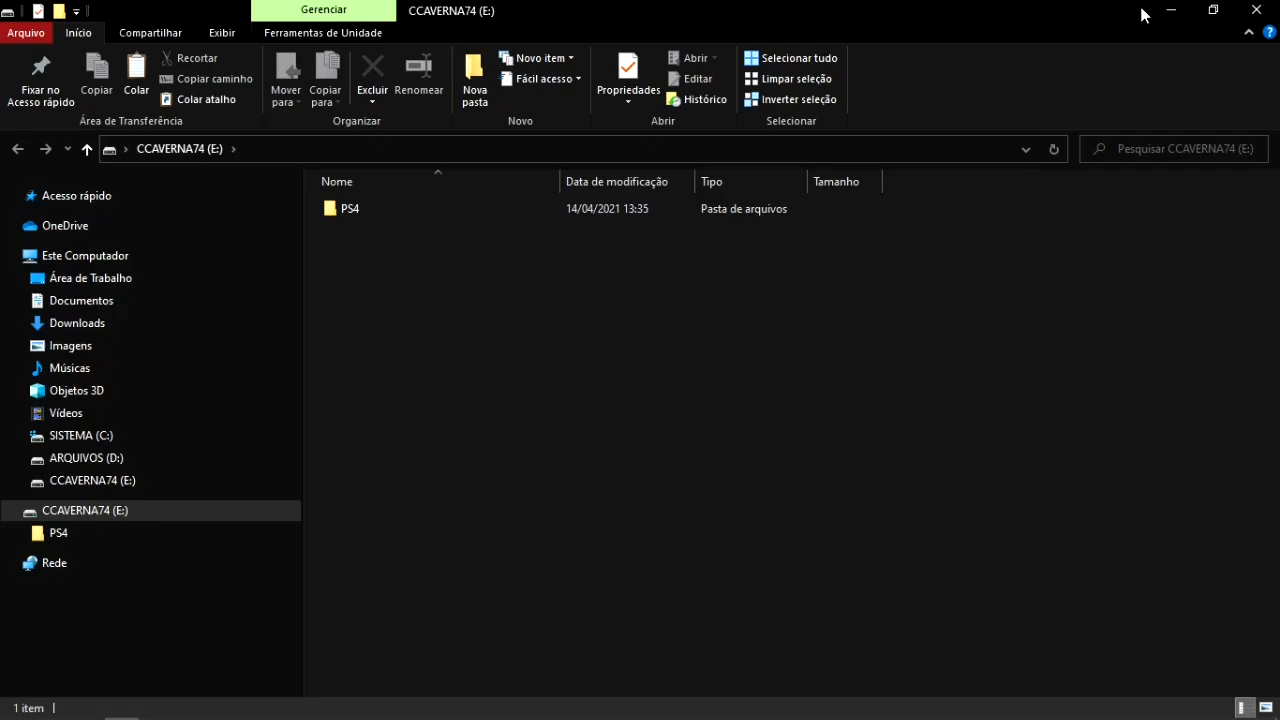 Gerenciar
CCAVERNA74 (E:)
Arquivo
Início
Compartilhar
Exibir
Ferramentas de Unidade
Fixar no
Acesso rápido
Copiar
Colar
Recortar
Copiar caminho
Colar atalho
Área de Transferência
Mover
para
Copiar
para
Excluir
Renomear
Organizar
Nova
pasta
Novo item
Fácil acesso
Novo
Propriedades
Abrir
Editar
Histórico
Abrir
Selecionar tudo
Limpar seleção
Inverter seleção
Selecionar
CCAVERNA74 (E:)
Pesquisar CCAVERNA74 (E:)
Nome
Data de modificação
Tipo
Tamanho
PS4
14/04/2021 13:35
Pasta de arquivos
Acesso rápido
OneDrive
Este Computador
Área de Trabalho
Documentos
Downloads
Imagens
Músicas
Objetos 3D
Vídeos
SISTEMA (C:)
ARQUIVOS (D:)
CCAVERNA74 (E:)
CCAVERNA74 (E:)
PS4
Rede
1 item